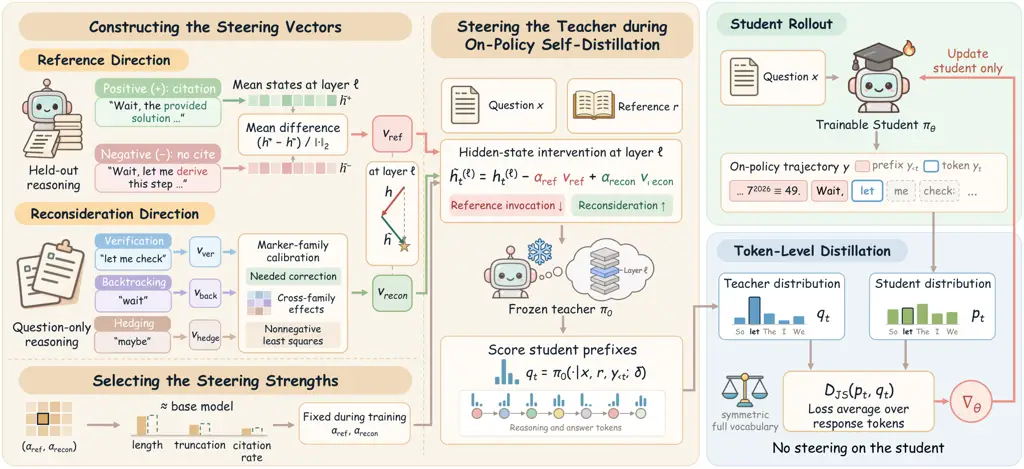 Constructing the Steering Vectors
Reference Direction
Held-out
reasoning
Positive (+): citation
"Wait, the provided
solution ..."
Negative (−): no cite
"Wait, let me derive
this step ..."
Mean states at layer ℓ
h̄⁺
Mean difference
(h̄⁺ − h̄⁻) / |·|₂
h̄⁻
v_ref
at layer ℓ
h
h̃
Reconsideration Direction
Question-only
reasoning
Verification
"let me check"
v_ver
Backtracking
"wait"
v_back
Hedging
"maybe"
v_hedge
Marker-family
calibration
Needed correction
Cross-family
effects
Nonnegative
least squares
v_recon
Selecting the Steering Strengths
(α_ref, α_recon)
≈ base model
length
truncation
citation
rate
Fixed during training
α_ref, α_recon
Steering the Teacher during
On-Policy Self-Distillation
Question x
Reference r
Hidden-state intervention at layer ℓ
h̃_t^(ℓ) = h_t^(ℓ) − α_ref v_ref + α_recon v_recon
Reference invocation ↓
Reconsideration ↑
Layer ℓ
Frozen teacher π₀
Score student prefixes
q_t = π₀(·|x, r, y_<t; δ)
Reasoning and answer tokens
Student Rollout
Question x
Update
student only
Trainable Student π_θ
On-policy trajectory y
prefix y_<t
token y_t
... 7²⁰²⁶ ≡ 49.
Wait,
let
me
check:
...
Token-Level Distillation
Teacher distribution
q_t
So let The I We
Student distribution
p_t
So let The I We
symmetric
full vocabulary
D_JS(p_t, q_t)
Loss average over
response tokens
∇_θ
No steering on the student